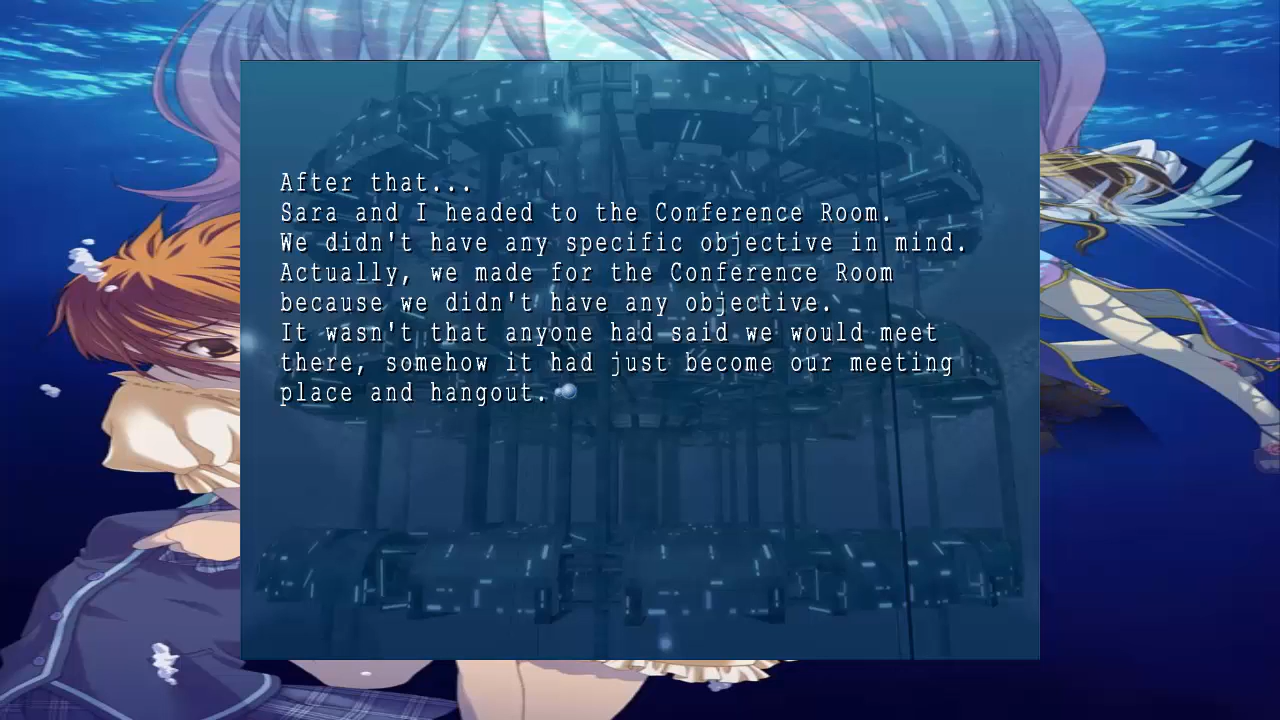 After that...
Sara and I headed to the Conference Room.
We didn't have any specific objective in mind.
Actually, we made for the Conference Room
because we didn't have any objective.
It wasn't that anyone had said we would meet
there, somehow it had just become our meeting
place and hangout.